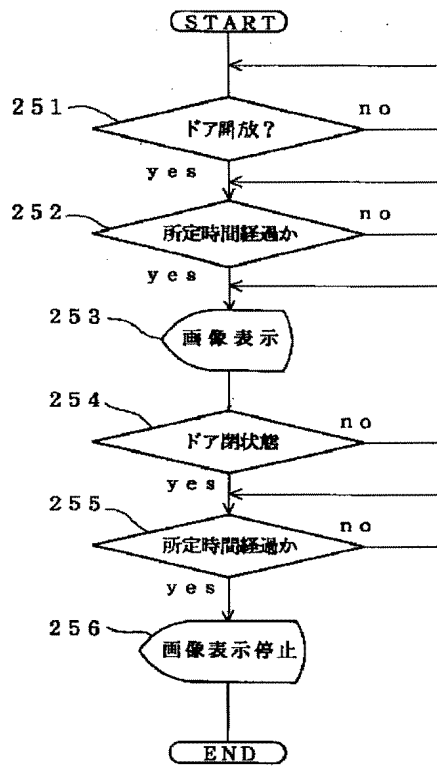 START
251
ドア開放?
no
yes
252
所定時間経過か
no
yes
253
画像表示
254
ドア閉状態
no
yes
255
所定時間経過か
no
yes
256
画像表示停止
END